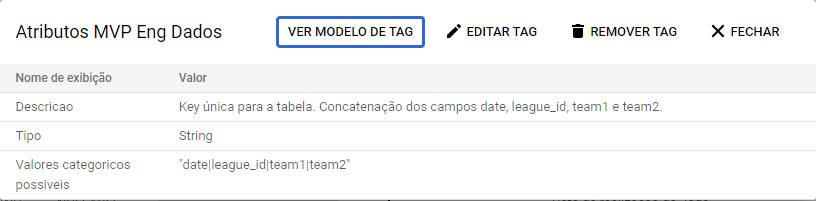 Atributos MVP Eng Dados VER MODELO DE TAG EDITAR TAG REMOVER TAG FECHAR
Nome de exibição Valor
Descricao Key única para a tabela. Concatenação dos campos date, league_id, team1 e team2.
Tipo String
Valores categoricos "date|league_id|team1|team2"
possiveis